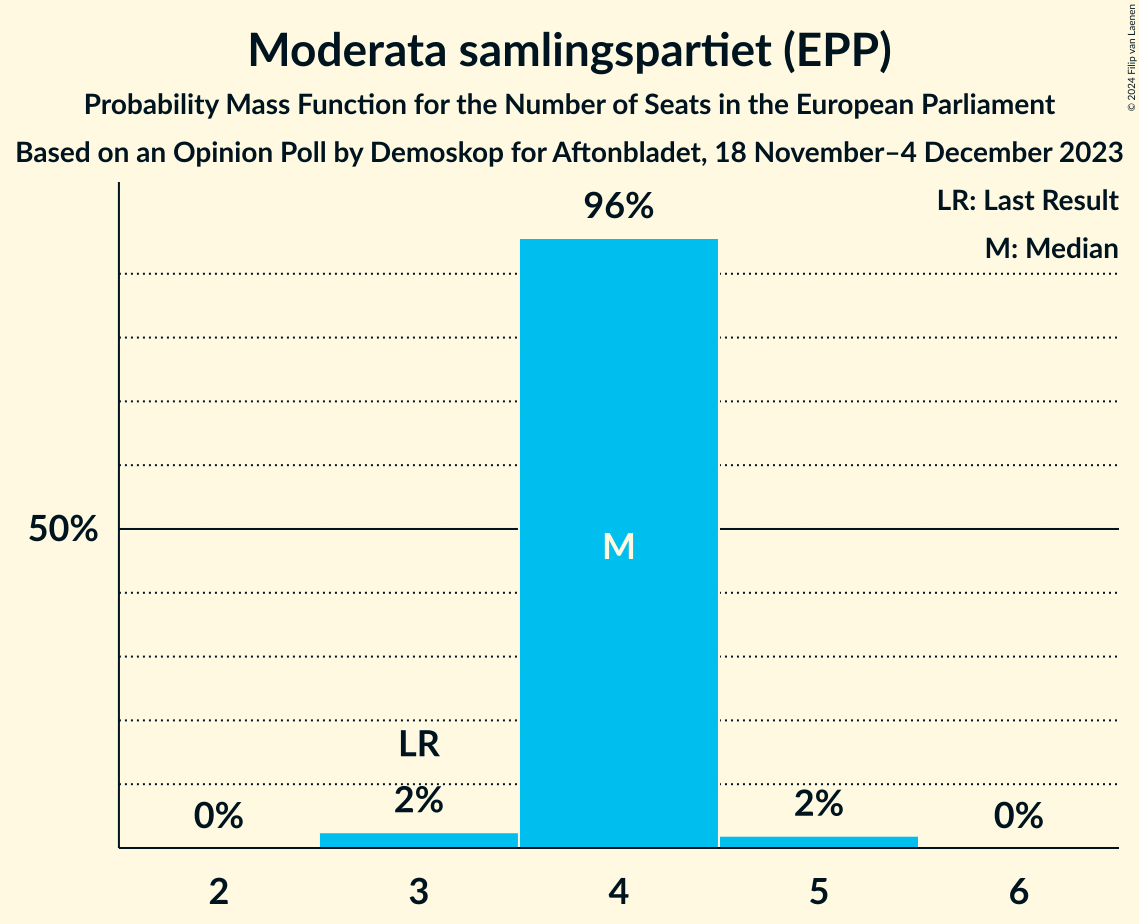 Moderata samlingspartiet (EPP)
Probability Mass Function for the Number of Seats in the European Parliament
Based on an Opinion Poll by Demoskop for Aftonbladet, 18 November–4 December 2023
© 2024 Filip van Laenen
LR: Last Result
M: Median
96%
50%
M
LR
0%
2%
2%
0%
2
3
4
5
6